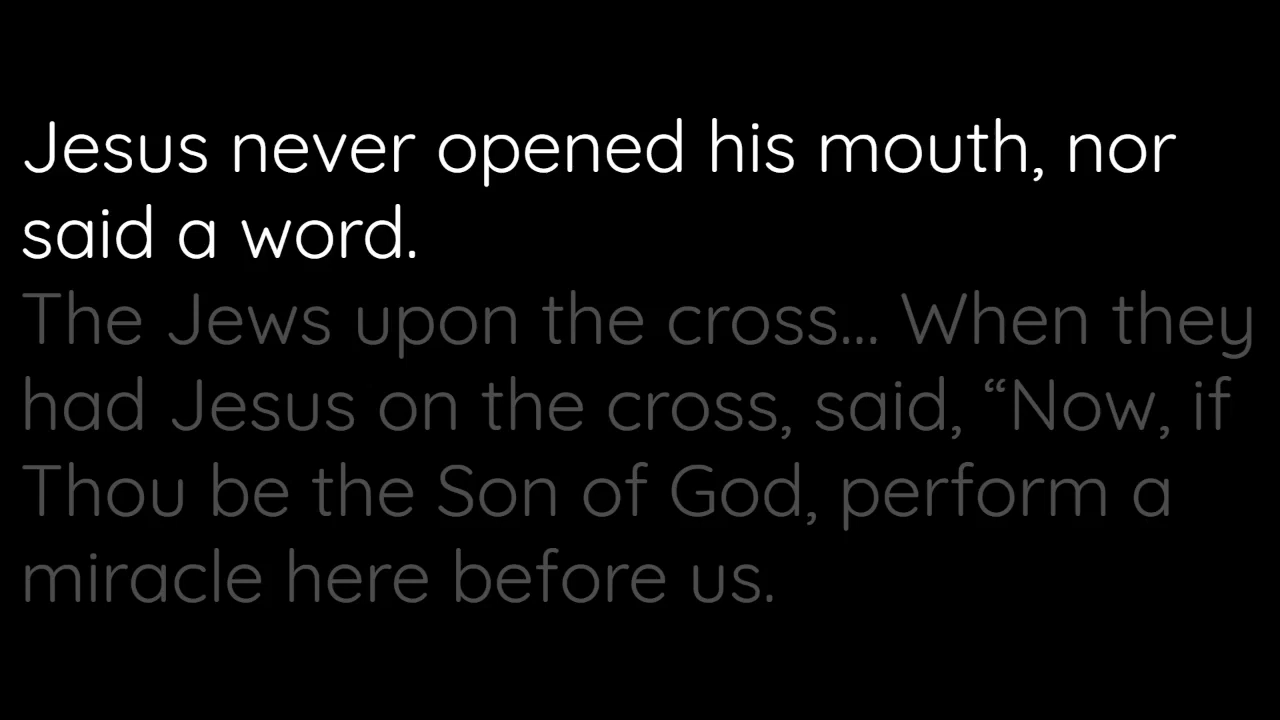 Jesus never opened his mouth, nor
said a word.
The Jews upon the cross... When they
had Jesus on the cross, said, “Now, if
Thou be the Son of God, perform a
miracle here before us.